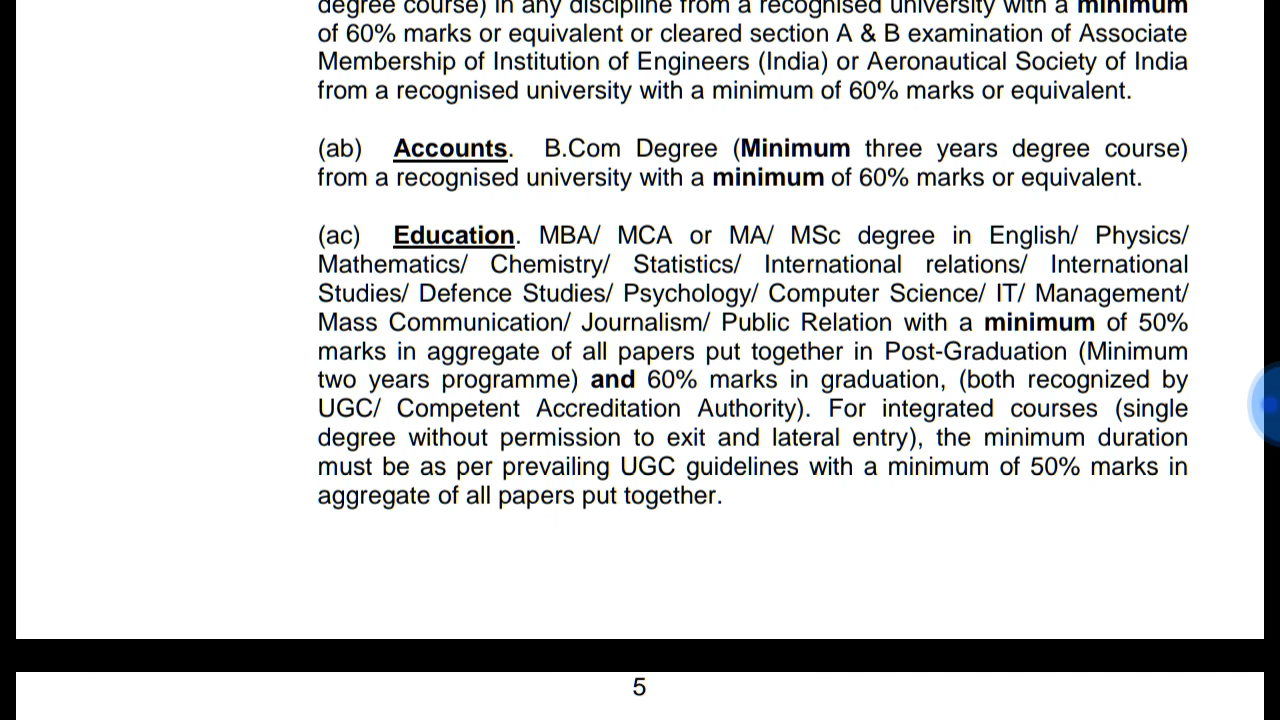 degree course) in any discipline from a recognised university with a minimum
of 60% marks or equivalent or cleared section A & B examination of Associate
Membership of Institution of Engineers (India) or Aeronautical Society of India
from a recognised university with a minimum of 60% marks or equivalent.
(ab) Accounts. B.Com Degree (Minimum three years degree course)
from a recognised university with a minimum of 60% marks or equivalent.
(ac) Education. MBA/ MCA or MA/ MSc degree in English/ Physics/
Mathematics/ Chemistry/ Statistics/ International relations/ International
Studies/ Defence Studies/ Psychology/ Computer Science/ IT/ Management/
Mass Communication/ Journalism/ Public Relation with a minimum of 50%
marks in aggregate of all papers put together in Post-Graduation (Minimum
two years programme) and 60% marks in graduation, (both recognized by
UGC/ Competent Accreditation Authority). For integrated courses (single
degree without permission to exit and lateral entry), the minimum duration
must be as per prevailing UGC guidelines with a minimum of 50% marks in
aggregate of all papers put together.
5